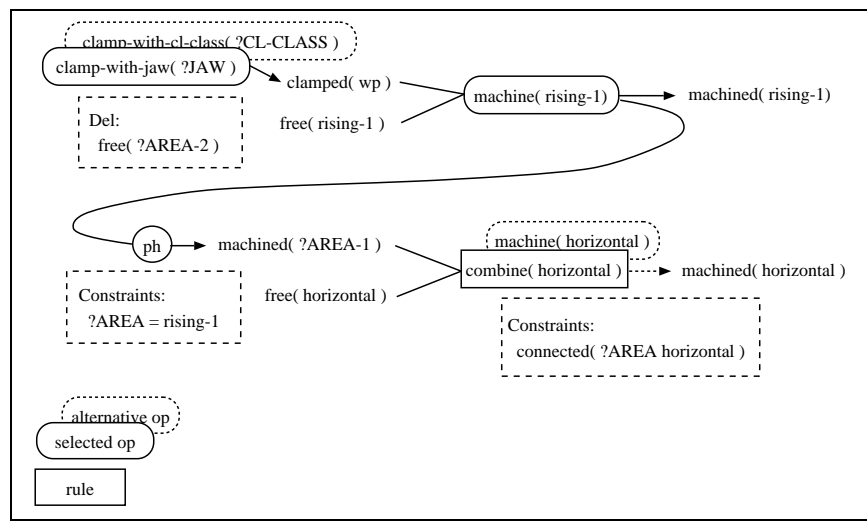 clamp-with-cl-class( ?CL-CLASS )
clamp-with-jaw( ?JAW )
clamped( wp )
free( rising-1 )
machine( rising-1)
machined( rising-1)
Del:
free( ?AREA-2 )
ph
machined( ?AREA-1 )
free( horizontal )
machine( horizontal )
combine( horizontal )
machined( horizontal )
Constraints:
?AREA = rising-1
Constraints:
connected( ?AREA horizontal )
alternative op
selected op
rule